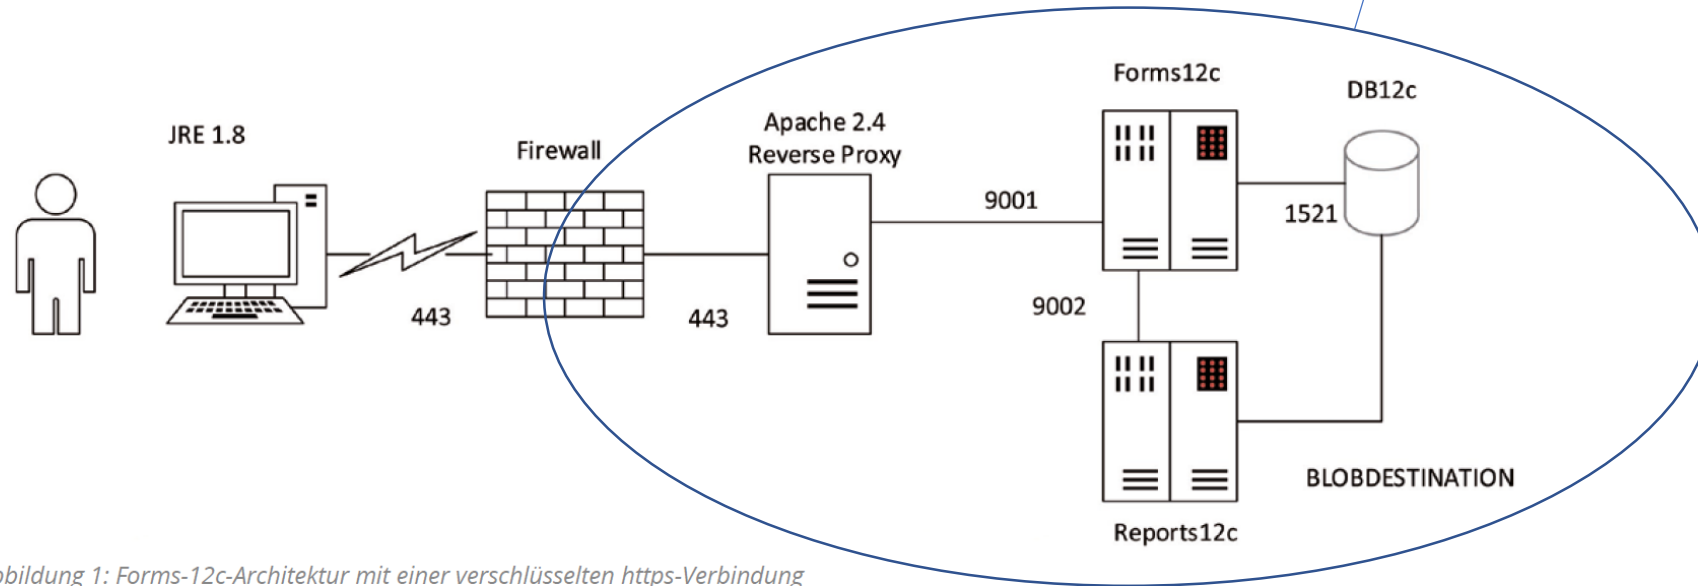 JRE 1.8
Firewall
Apache 2.4
Reverse Proxy
Forms12c
DB12c
443
443
9001
1521
9002
BLOBDESTINATION
Reports12c
bbildung 1: Forms-12c-Architektur mit einer verschlüsselten https-Verbindung